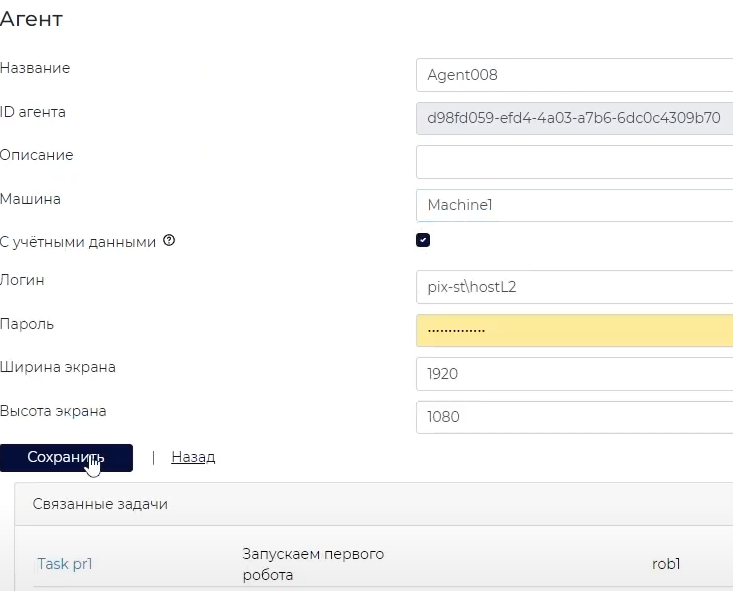 Агент
Название
Agent008
ID агента
d98fd059-efd4-4a03-a7b6-6dc0c4309b70
Описание
Машина
Machine1
С учётными данными
Логин
pix-st\hostL2
Пароль
••••••••••••••
Ширина экрана
1920
Высота экрана
1080
Сохранить | Назад
Связанные задачи
Task pr1 Запускаем первого робота rob1